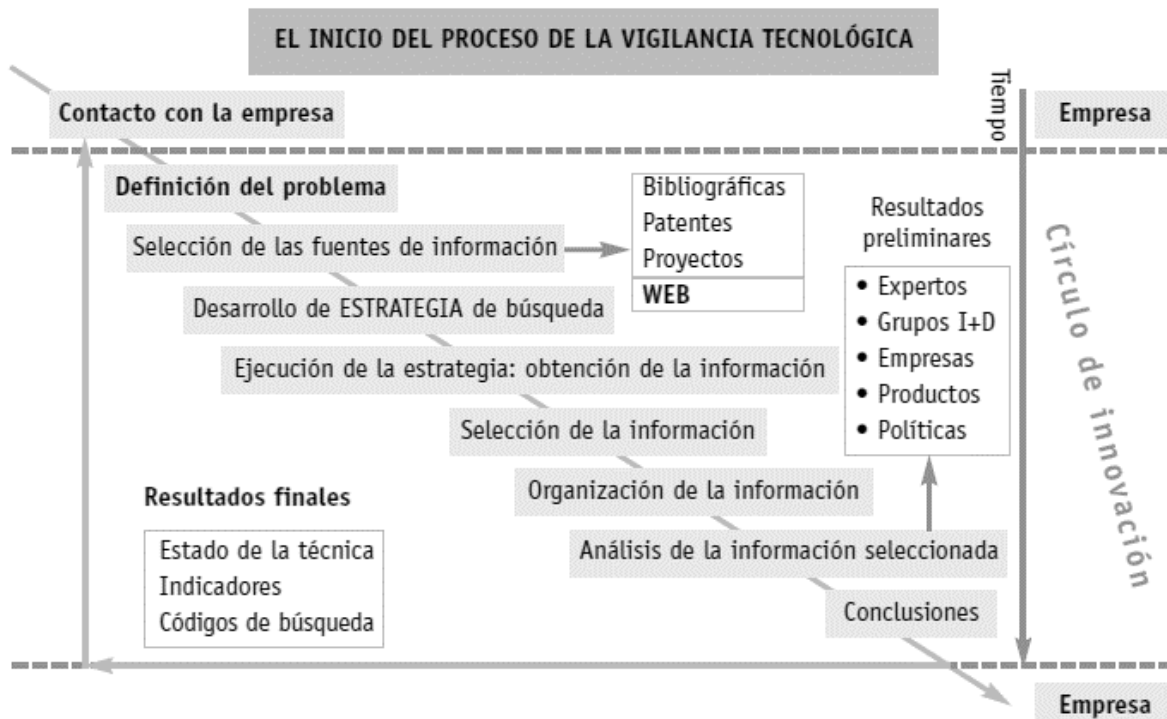 EL INICIO DEL PROCESO DE LA VIGILANCIA TECNOLÓGICA
Tiempo
Contacto con la empresa
Empresa
Definición del problema
Selección de las fuentes de información
Bibliográficas
Patentes
Proyectos
WEB
Resultados
preliminares
• Expertos
• Grupos I+D
• Empresas
• Productos
• Políticas
Círculo de innovación
Desarrollo de ESTRATEGIA de búsqueda
Ejecución de la estrategia: obtención de la información
Selección de la información
Organización de la información
Análisis de la información seleccionada
Conclusiones
Resultados finales
Estado de la técnica
Indicadores
Códigos de búsqueda
Empresa